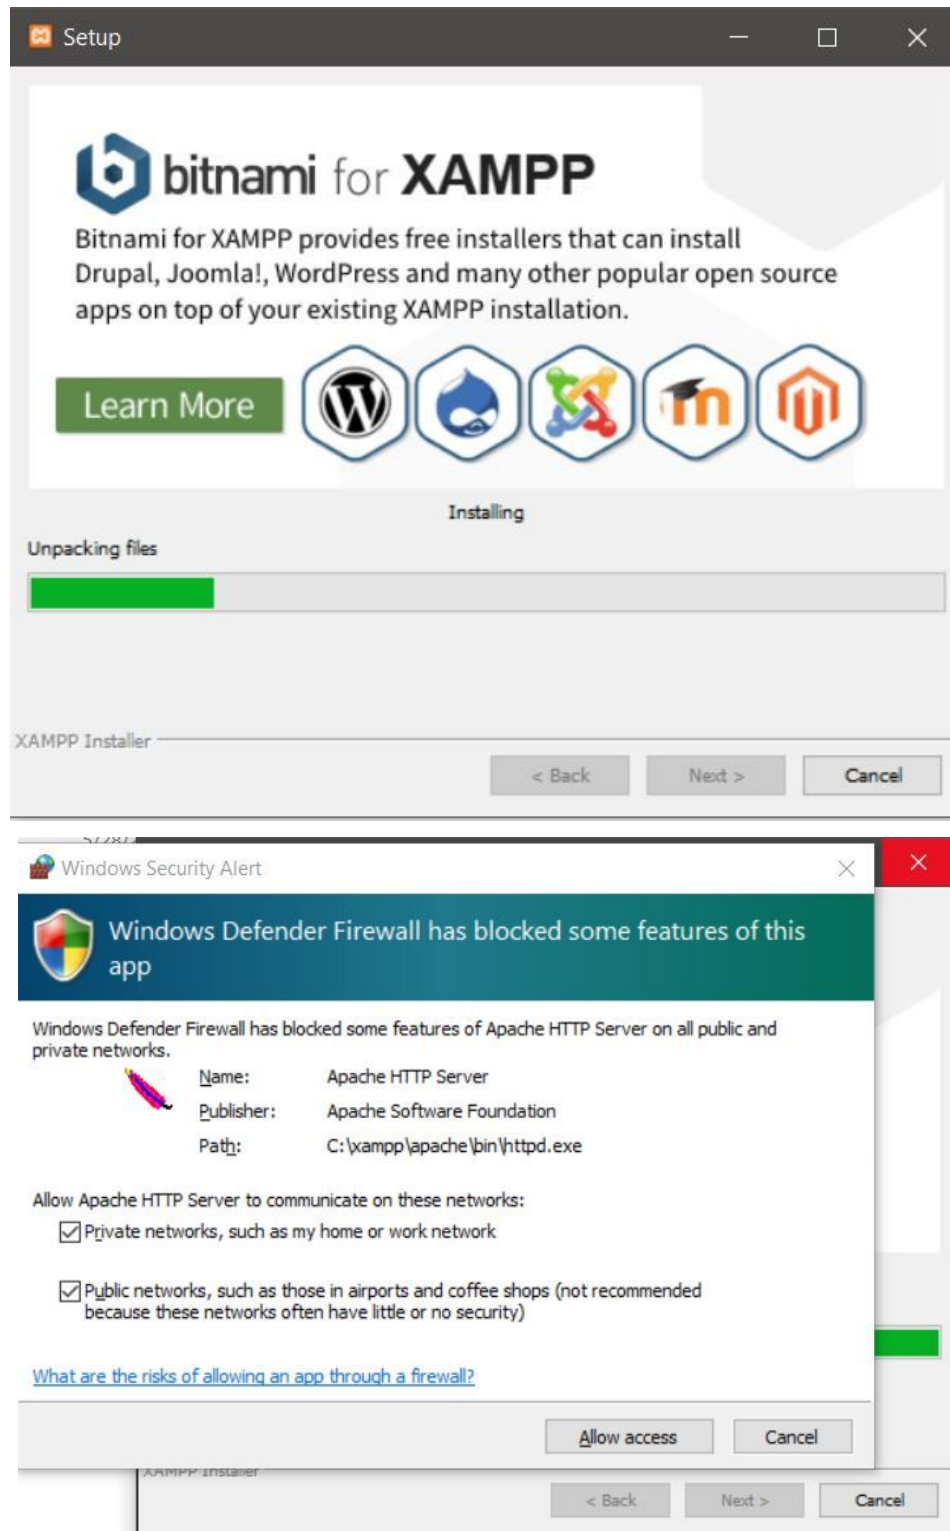 Setup
bitnami for XAMPP
Bitnami for XAMPP provides free installers that can install
Drupal, Joomla!, WordPress and many other popular open source
apps on top of your existing XAMPP installation.
Learn More
Installing
Unpacking files
XAMPP Installer
< Back
Next >
Cancel
Windows Security Alert
Windows Defender Firewall has blocked some features of this
app
Windows Defender Firewall has blocked some features of Apache HTTP Server on all public and
private networks.
Name: Apache HTTP Server
Publisher: Apache Software Foundation
Path: C:\xampp\apache\bin\httpd.exe
Allow Apache HTTP Server to communicate on these networks:
Private networks, such as my home or work network
Public networks, such as those in airports and coffee shops (not recommended
because these networks often have little or no security)
What are the risks of allowing an app through a firewall?
Allow access
Cancel
XAMPP Installer
< Back
Next >
Cancel